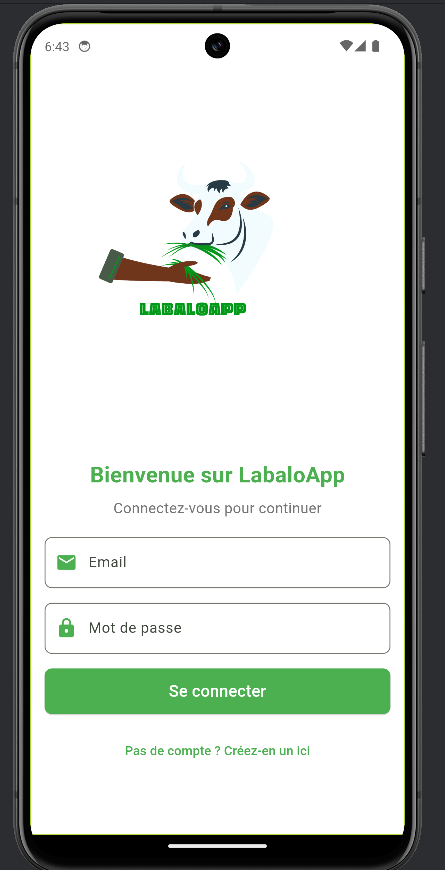 6:43
LABALOAPP
Bienvenue sur LabaloApp
Connectez-vous pour continuer
Email
Mot de passe
Se connecter
Pas de compte ? Créez-en un ici